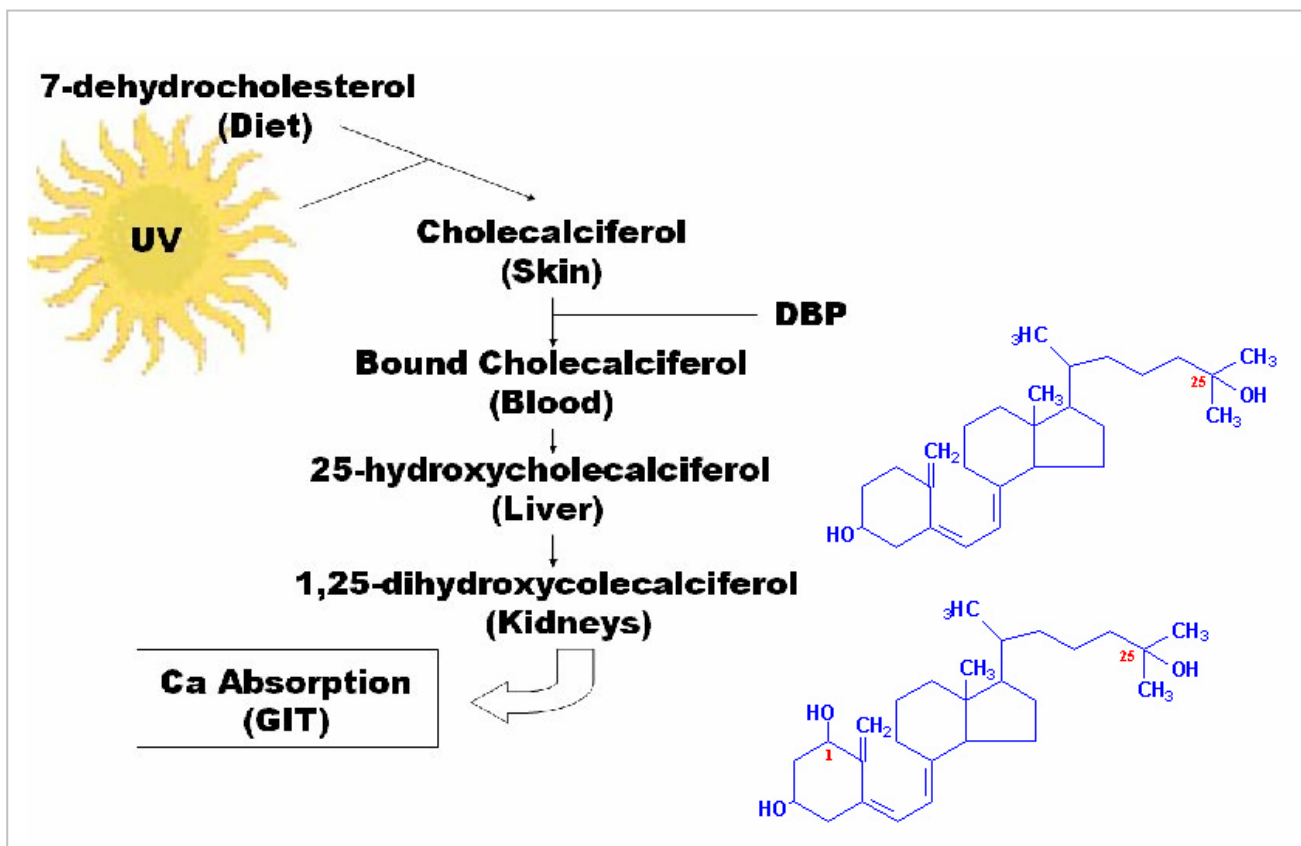 7-dehydrocholesterol
(Diet)
UV
Cholecalciferol
(Skin)
DBP
Bound Cholecalciferol
(Blood)
25-hydroxycholecalciferol
(Liver)
1,25-dihydroxycolecalciferol
(Kidneys)
Ca Absorption
(GIT)
3HC
CH3
25
OH
CH3
CH3
CH2
HO
3HC
CH3
25
OH
CH3
CH3
HO
CH2
1
HO